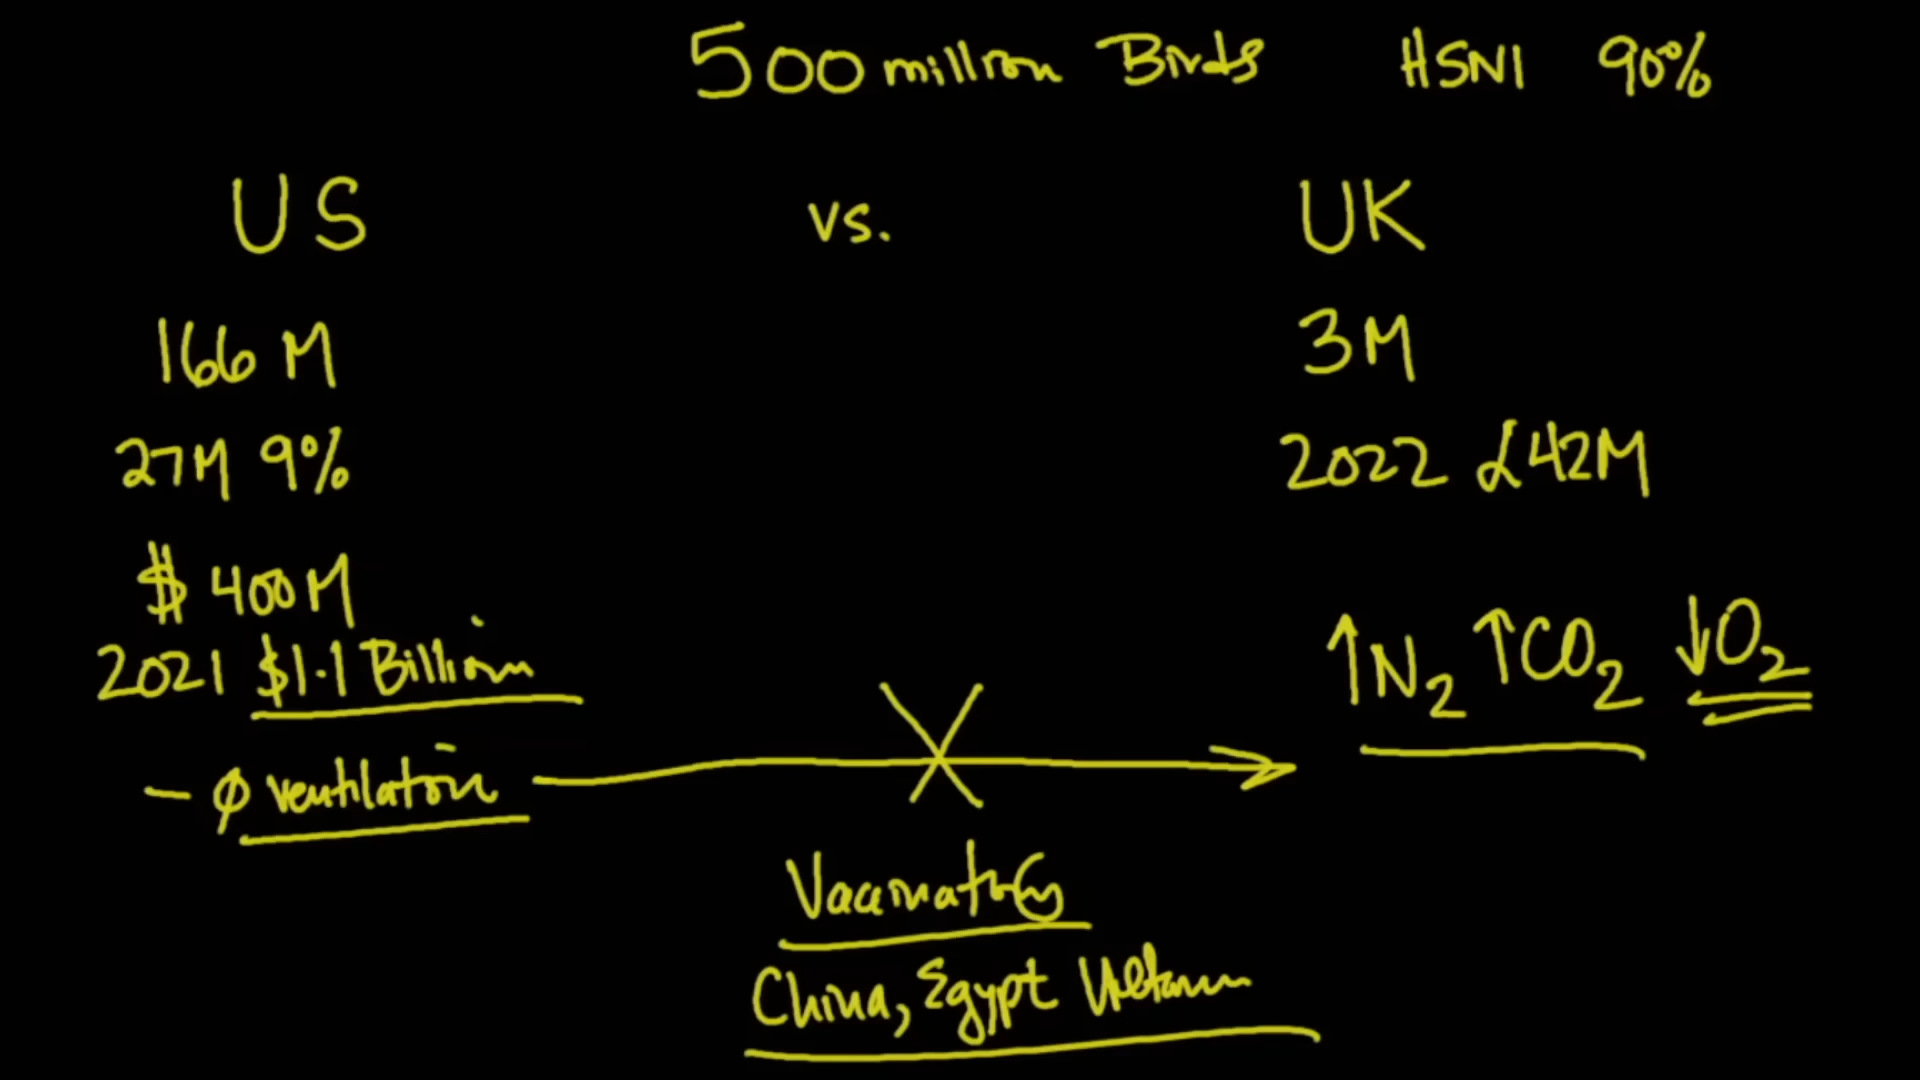 500 million Birds H5N1 90%
US vs. UK
166 M 3M
27M 9% 2022 £42M
$ 400M
2021 $1.1 Billion ↑N₂ ↑CO₂ ↓O₂
- ∅ ventilation
Vaccination
China, Egypt Vietnam